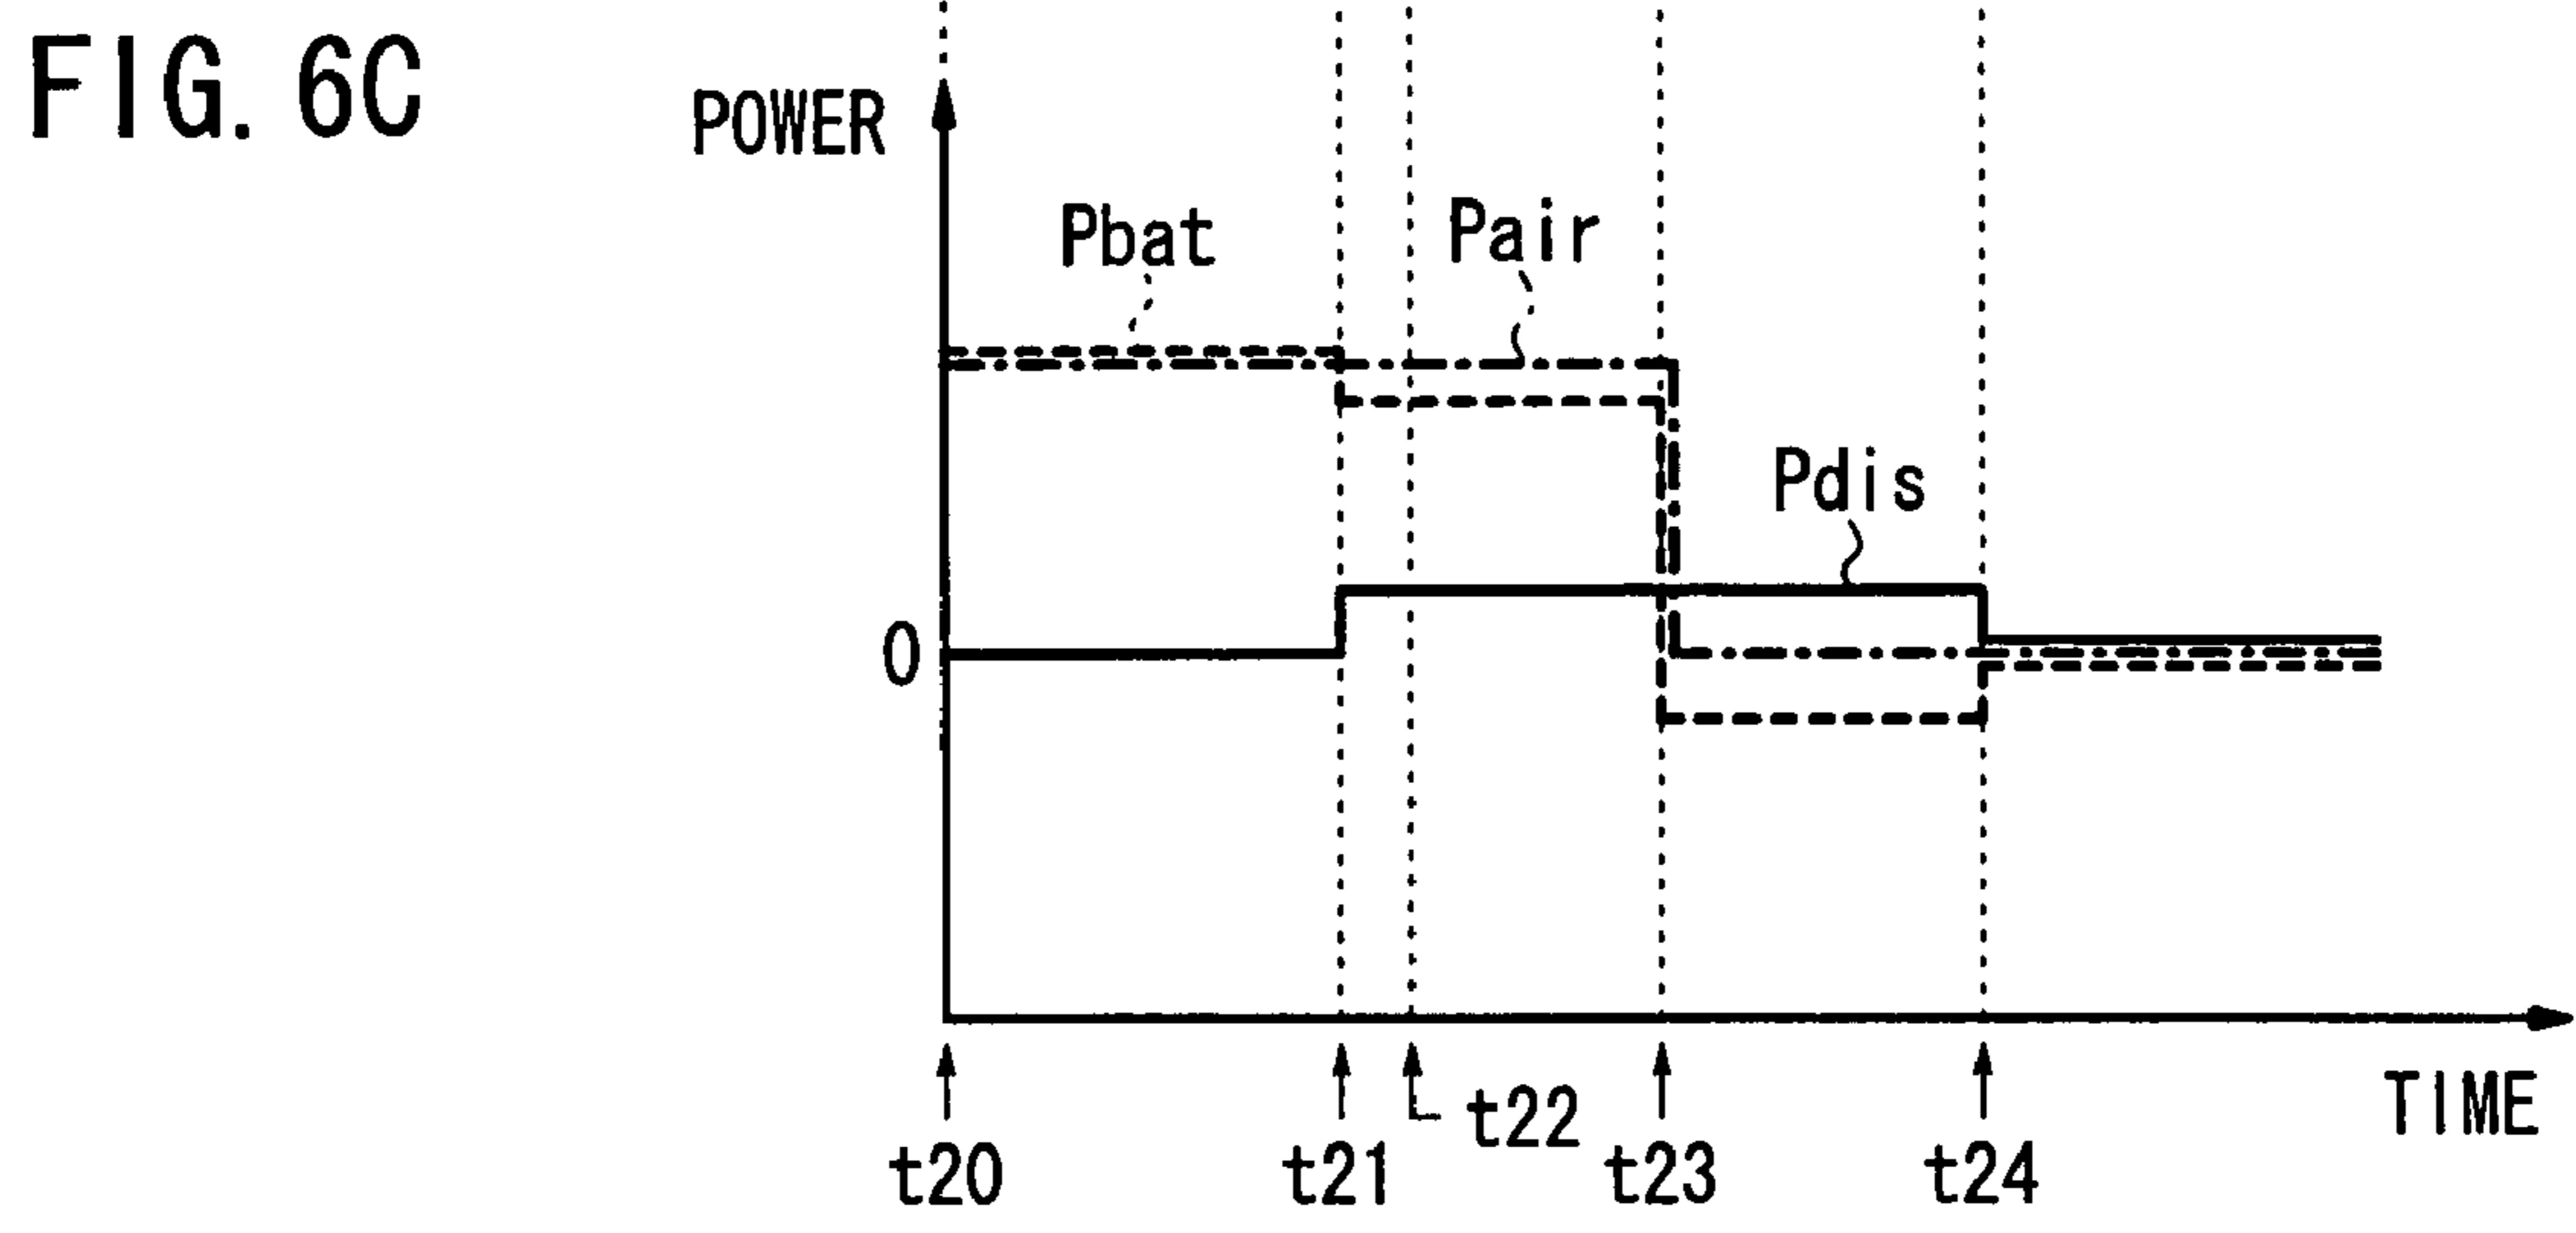 FIG. 6C
POWER
Pbat
Pair
Pdis
0
t20
t21
t22
t23
t24
TIME